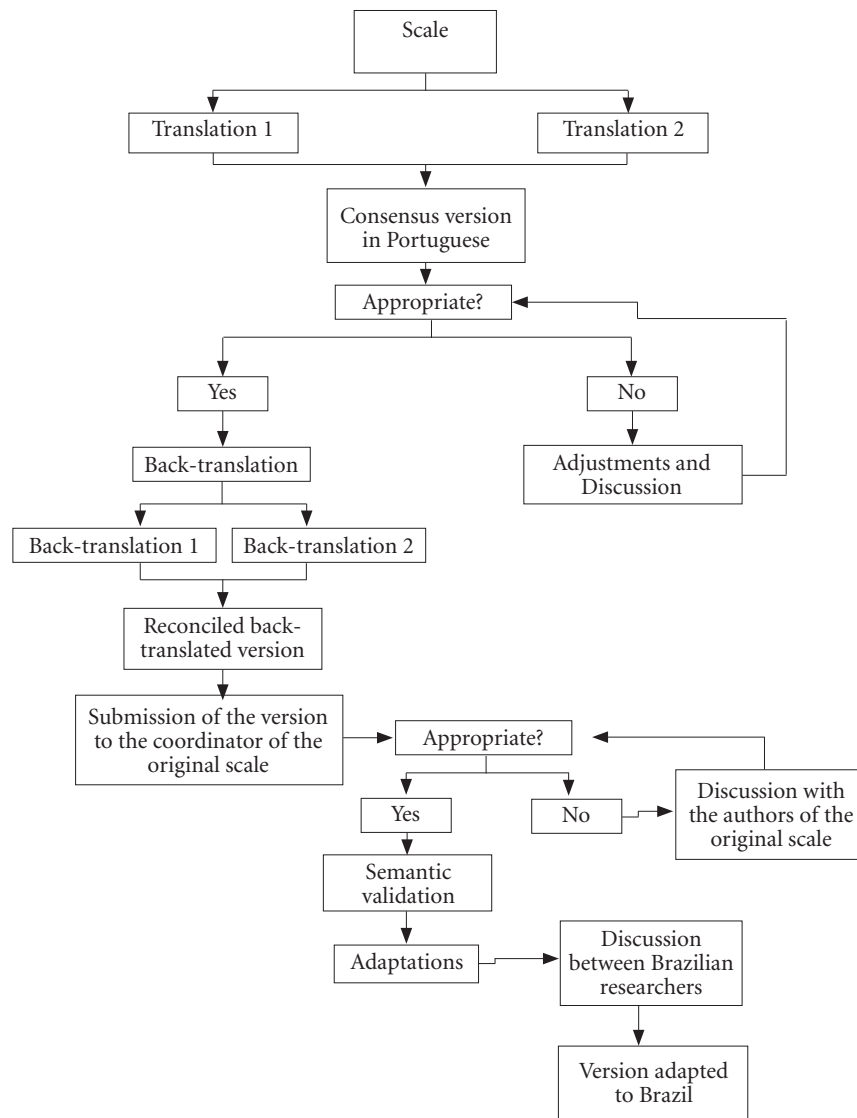 Scale
Translation 1
Translation 2
Consensus version
in Portuguese
Appropriate?
Yes
No
Back-translation
Adjustments and
Discussion
Back-translation 1
Back-translation 2
Reconciled back-
translated version
Submission of the version
to the coordinator of the
original scale
Appropriate?
Discussion with
the authors of the
original scale
Yes
No
Semantic
validation
Adaptations
Discussion
between Brazilian
researchers
Version adapted
to Brazil